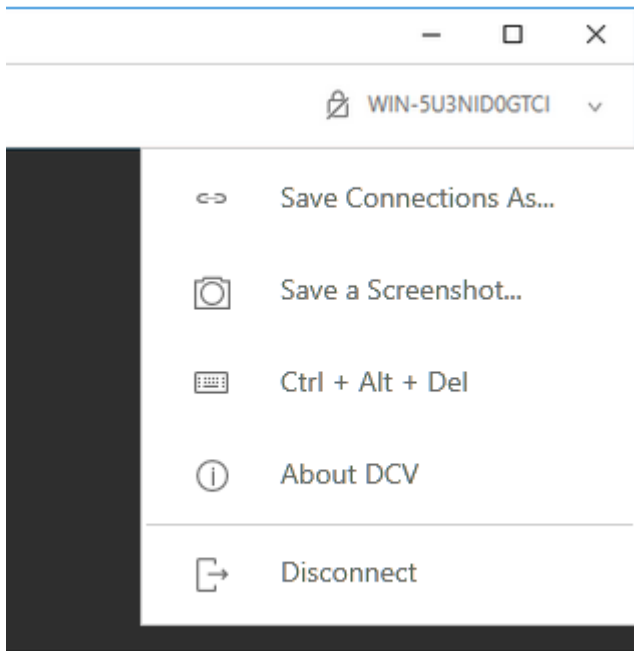 WIN-5U3NID0GTCI
Save Connections As...
Save a Screenshot...
Ctrl + Alt + Del
About DCV
Disconnect